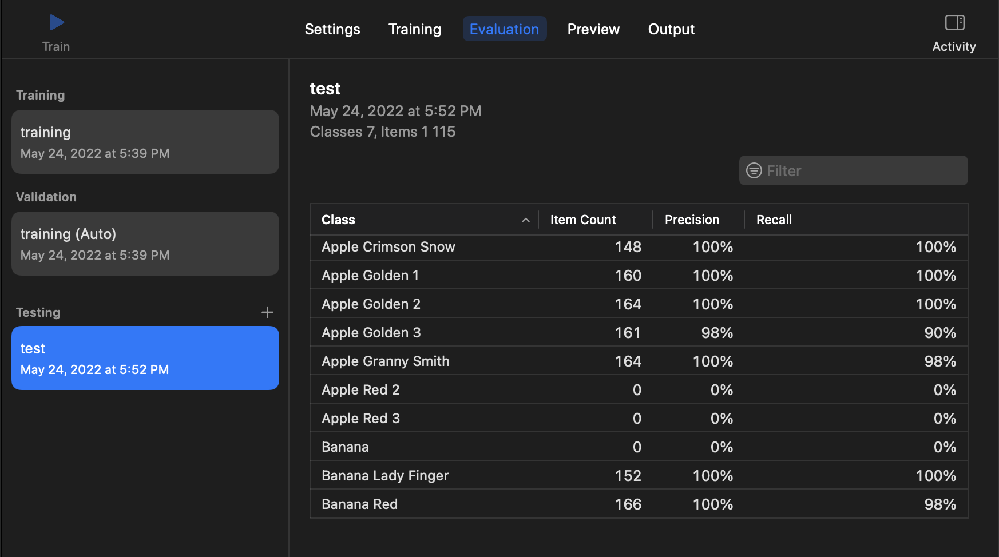 Train
Settings Training Evaluation Preview Output
Activity
Training
training
May 24, 2022 at 5:39 PM
Validation
training (Auto)
May 24, 2022 at 5:39 PM
Testing
test
May 24, 2022 at 5:52 PM
test
May 24, 2022 at 5:52 PM
Classes 7, Items 1 115
Filter
Class Item Count Precision Recall
Apple Crimson Snow 148 100% 100%
Apple Golden 1 160 100% 100%
Apple Golden 2 164 100% 100%
Apple Golden 3 161 98% 90%
Apple Granny Smith 164 100% 98%
Apple Red 2 0 0% 0%
Apple Red 3 0 0% 0%
Banana 0 0% 0%
Banana Lady Finger 152 100% 100%
Banana Red 166 100% 98%